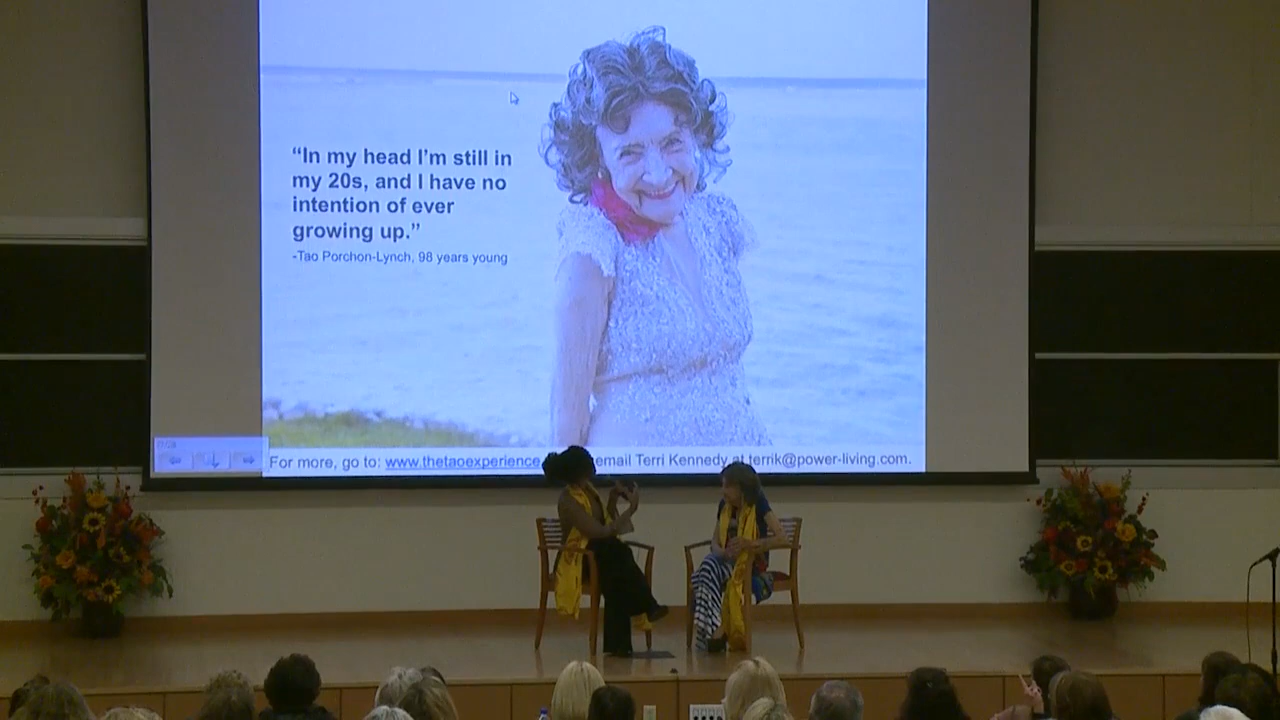 “In my head I’m still in
my 20s, and I have no
intention of ever
growing up.”
-Tao Porchon-Lynch, 98 years young
For more, go to: www.thetaoexperience. email Terri Kennedy at terrik@power-living.com.